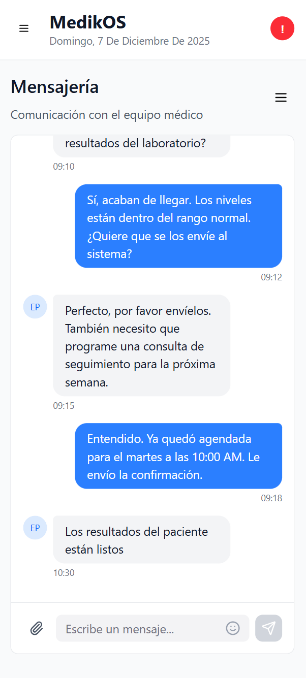 MedikOS
Domingo, 7 De Diciembre De 2025
!
Mensajería
Comunicación con el equipo médico
resultados del laboratorio?
09:10
Sí, acaban de llegar. Los niveles
están dentro del rango normal.
¿Quiere que se los envíe al
sistema?
09:12
EP
Perfecto, por favor envíelos.
También necesito que
programe una consulta de
seguimiento para la próxima
semana.
09:15
Entendido. Ya quedó agendada
para el martes a las 10:00 AM. Le
envío la confirmación.
09:18
EP
Los resultados del paciente
están listos
10:30
Escribe un mensaje...